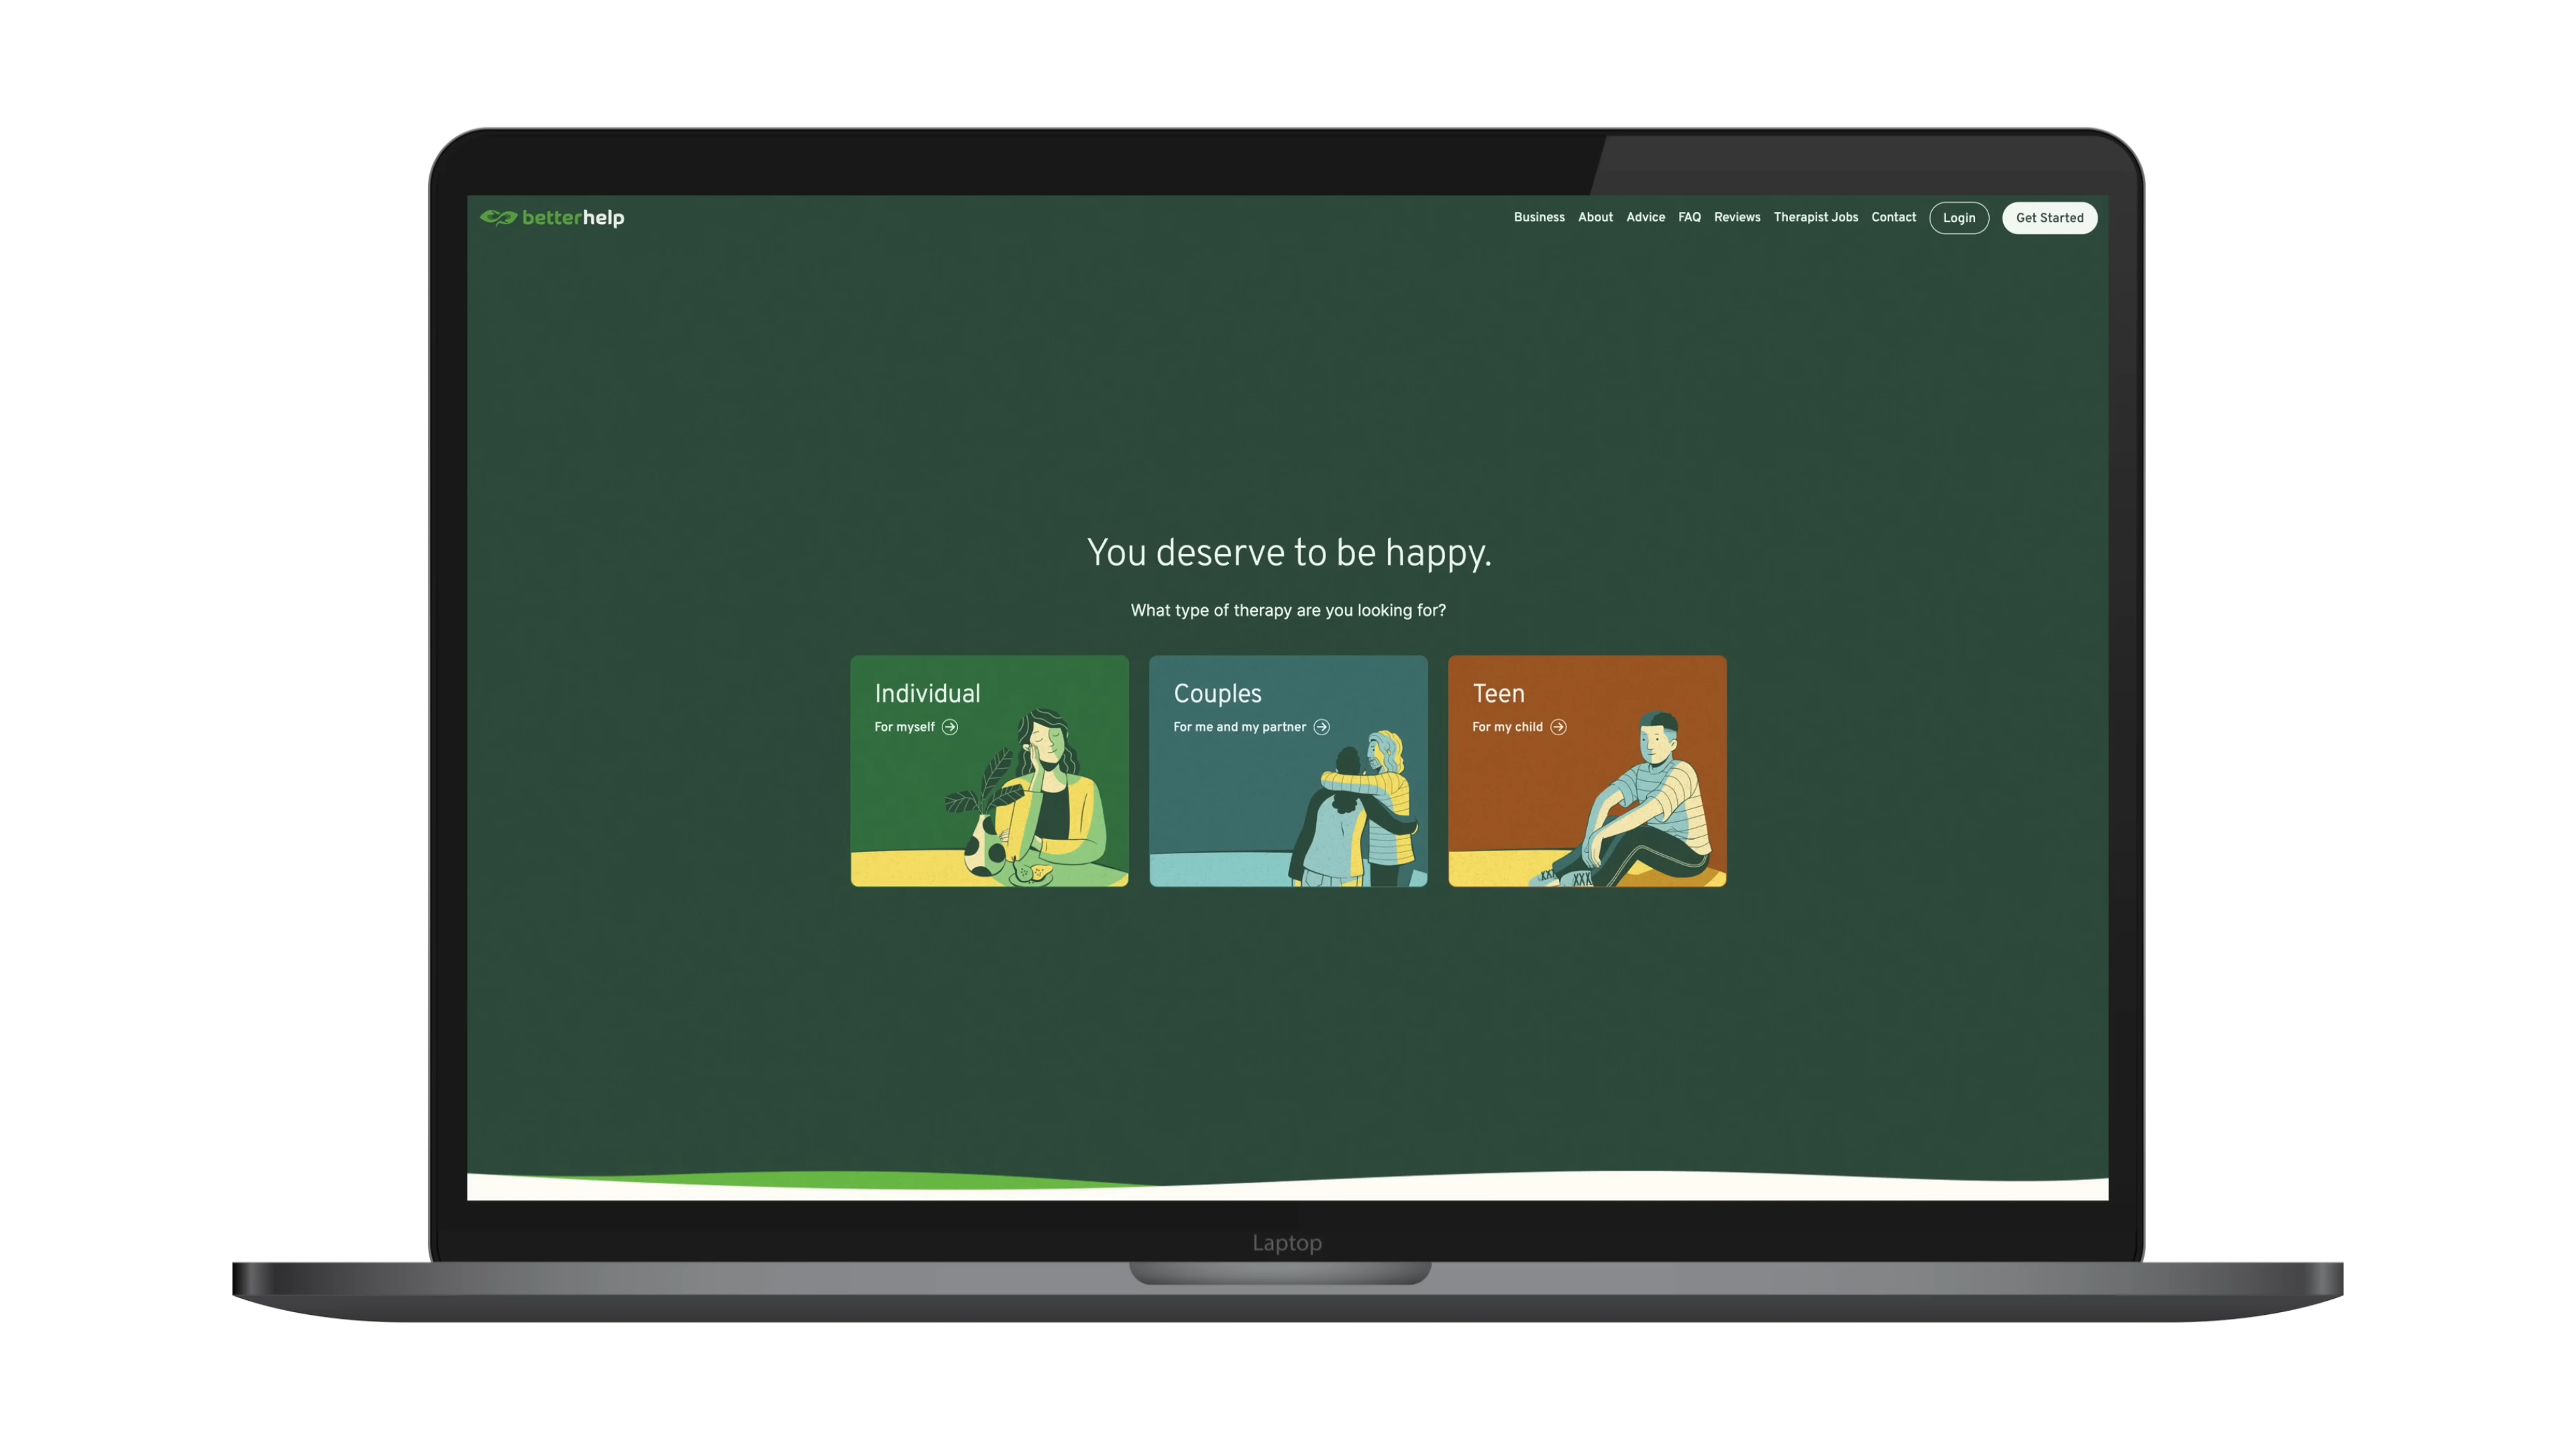 betterhelp
Business About Advice FAQ Reviews Therapist Jobs Contact Login Get Started
You deserve to be happy.
What type of therapy are you looking for?
Individual
For myself
Couples
For me and my partner
Teen
For my child
Laptop